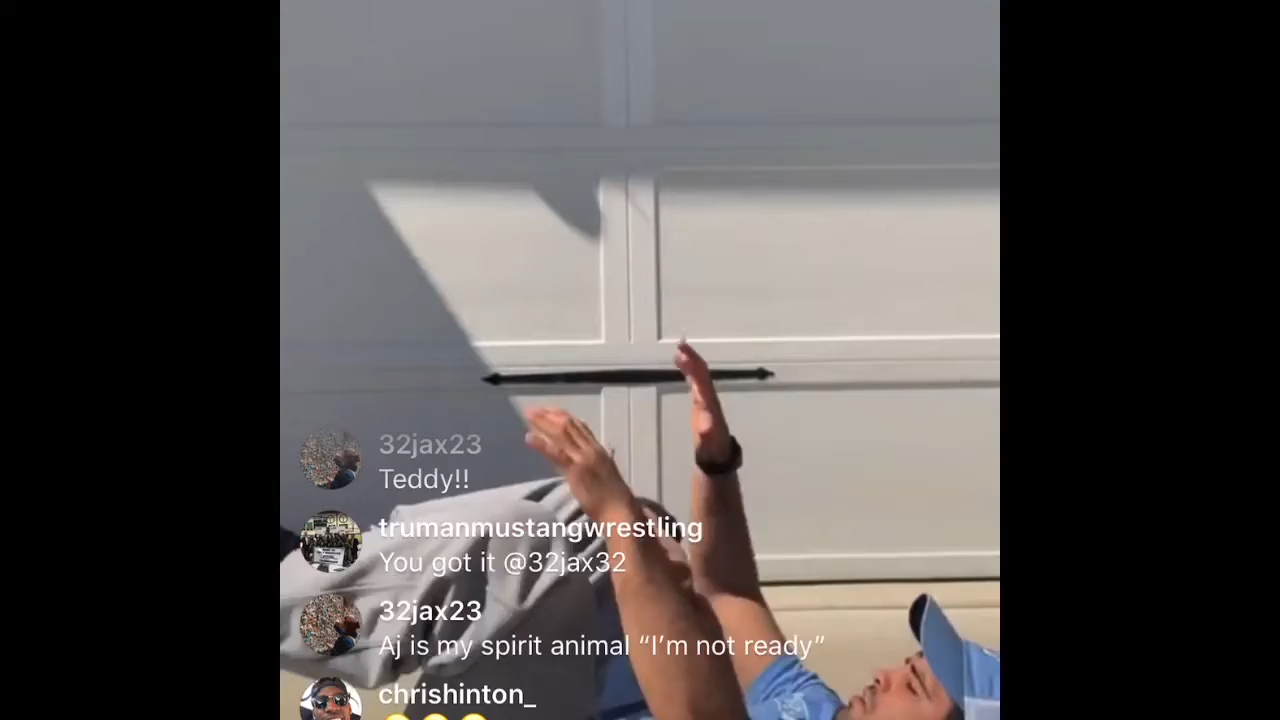 32jax23
Teddy!!
trumanmustangwrestling
You got it @32jax32
32jax23
Aj is my spirit animal “I’m not ready”
chrishinton_